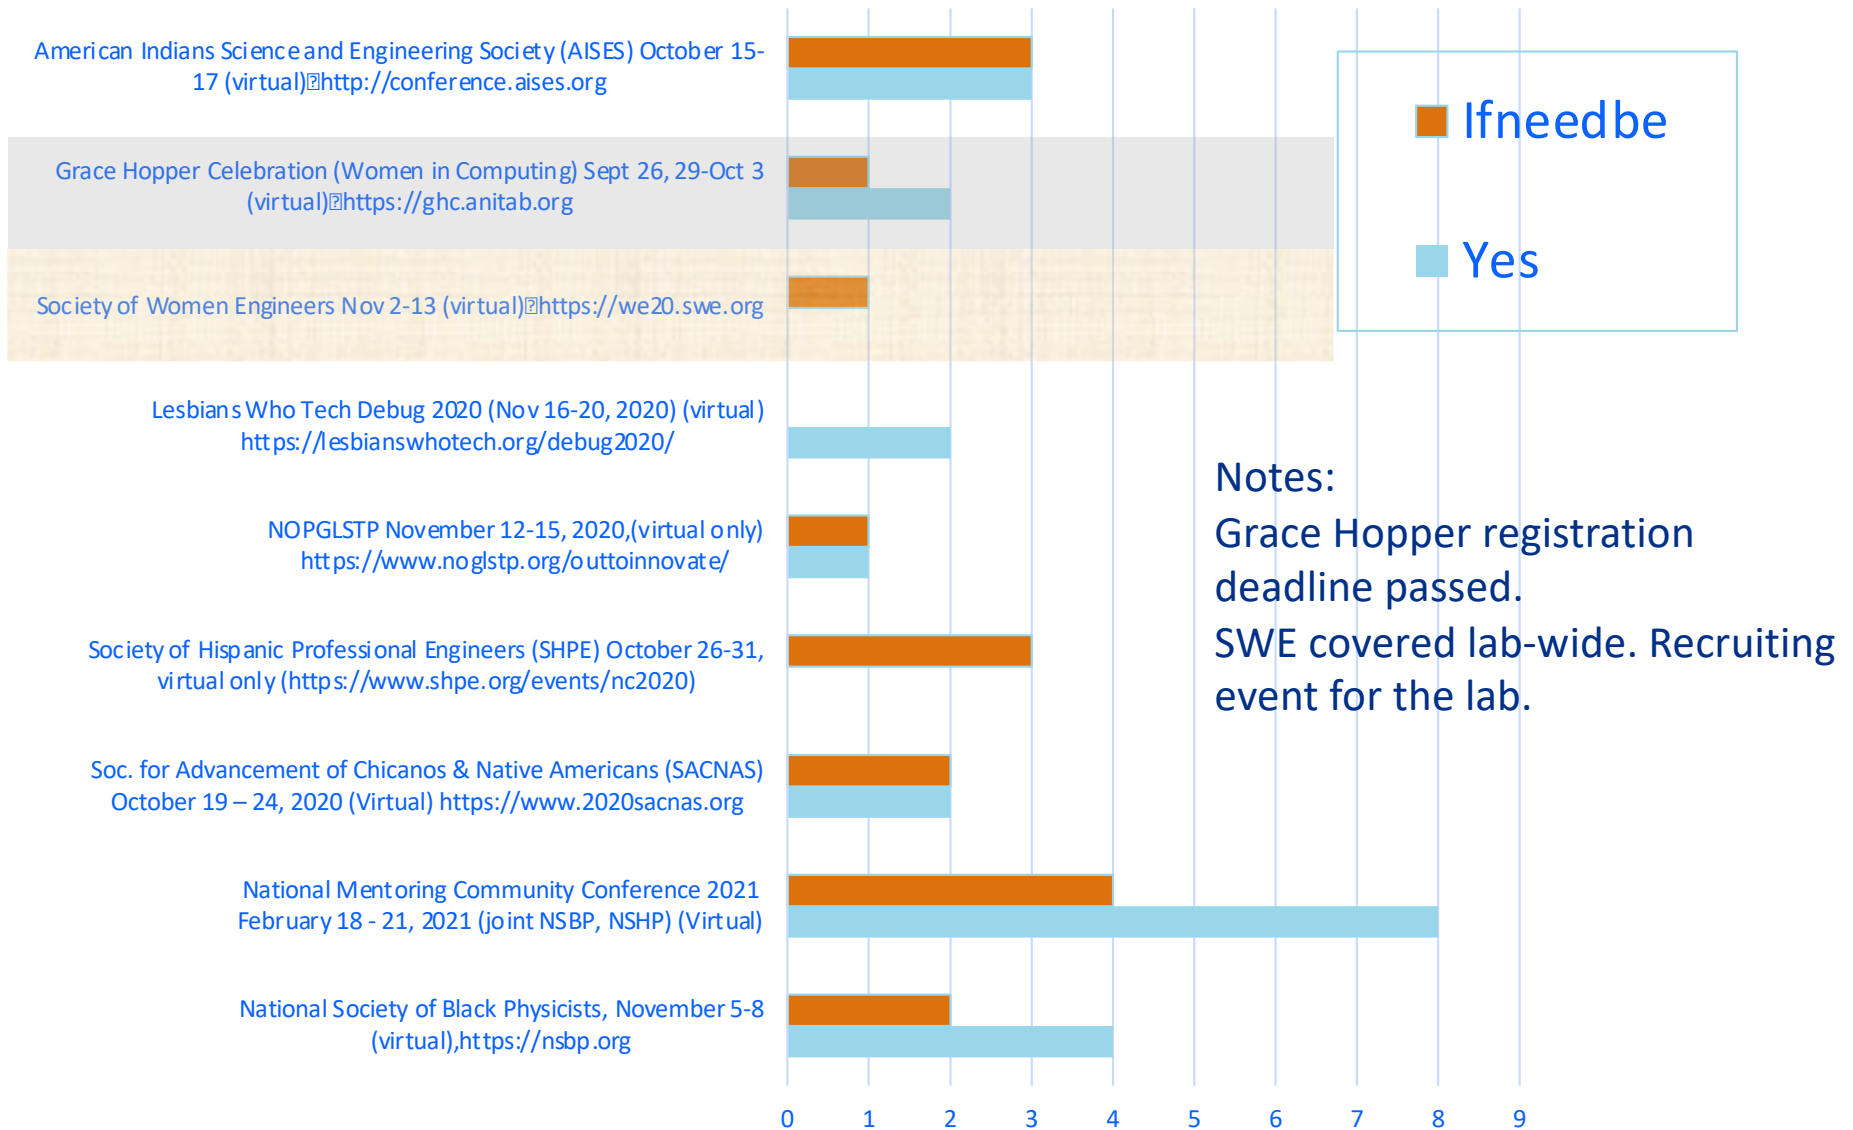 American Indians Science and Engineering Society (AISES) October 15-
17 (virtual)⍰http://conference.aises.org
Grace Hopper Celebration (Women in Computing) Sept 26, 29-Oct 3
(virtual)⍰https://ghc.anitab.org
Society of Women Engineers Nov 2-13 (virtual)⍰https://we20.swe.org
Lesbians Who Tech Debug 2020 (Nov 16-20, 2020) (virtual)
https://lesbianswhotech.org/debug2020/
NOPGLSTP November 12-15, 2020,(virtual only)
https://www.noglstp.org/outtoinnovate/
Society of Hispanic Professional Engineers (SHPE) October 26-31,
virtual only (https://www.shpe.org/events/nc2020)
Soc. for Advancement of Chicanos & Native Americans (SACNAS)
October 19 – 24, 2020 (Virtual) https://www.2020sacnas.org
National Mentoring Community Conference 2021
February 18 - 21, 2021 (joint NSBP, NSHP) (Virtual)
National Society of Black Physicists, November 5-8
(virtual),https://nsbp.org
0 1 2 3 4 5 6 7 8 9
Ifneedbe
Yes
Notes:
Grace Hopper registration
deadline passed.
SWE covered lab-wide. Recruiting
event for the lab.